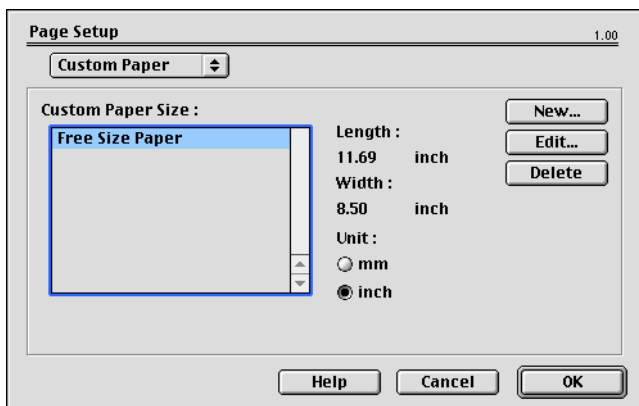 Page Setup 1.00
Custom Paper
Custom Paper Size :
Free Size Paper
Length :
11.69 inch
Width :
8.50 inch
Unit :
mm
inch
New...
Edit...
Delete
Help Cancel OK